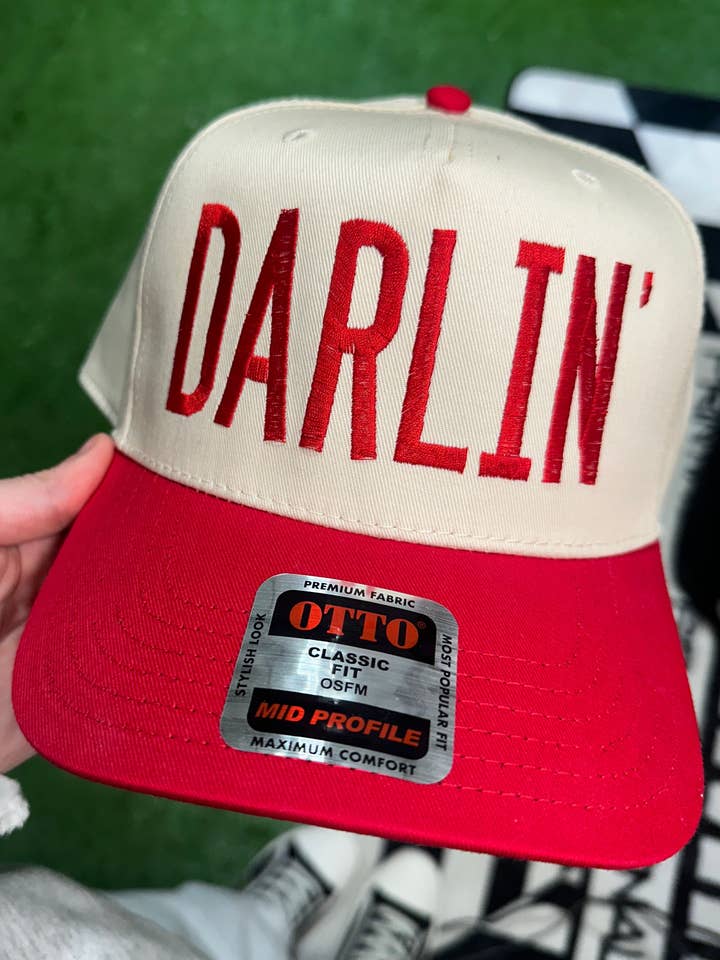 DARLIN'
PREMIUM FABRIC
OTTO®
STYLISH LOOK
CLASSIC
FIT
OSFM
MOST POPULAR FIT
MID PROFILE
MAXIMUM COMFORT